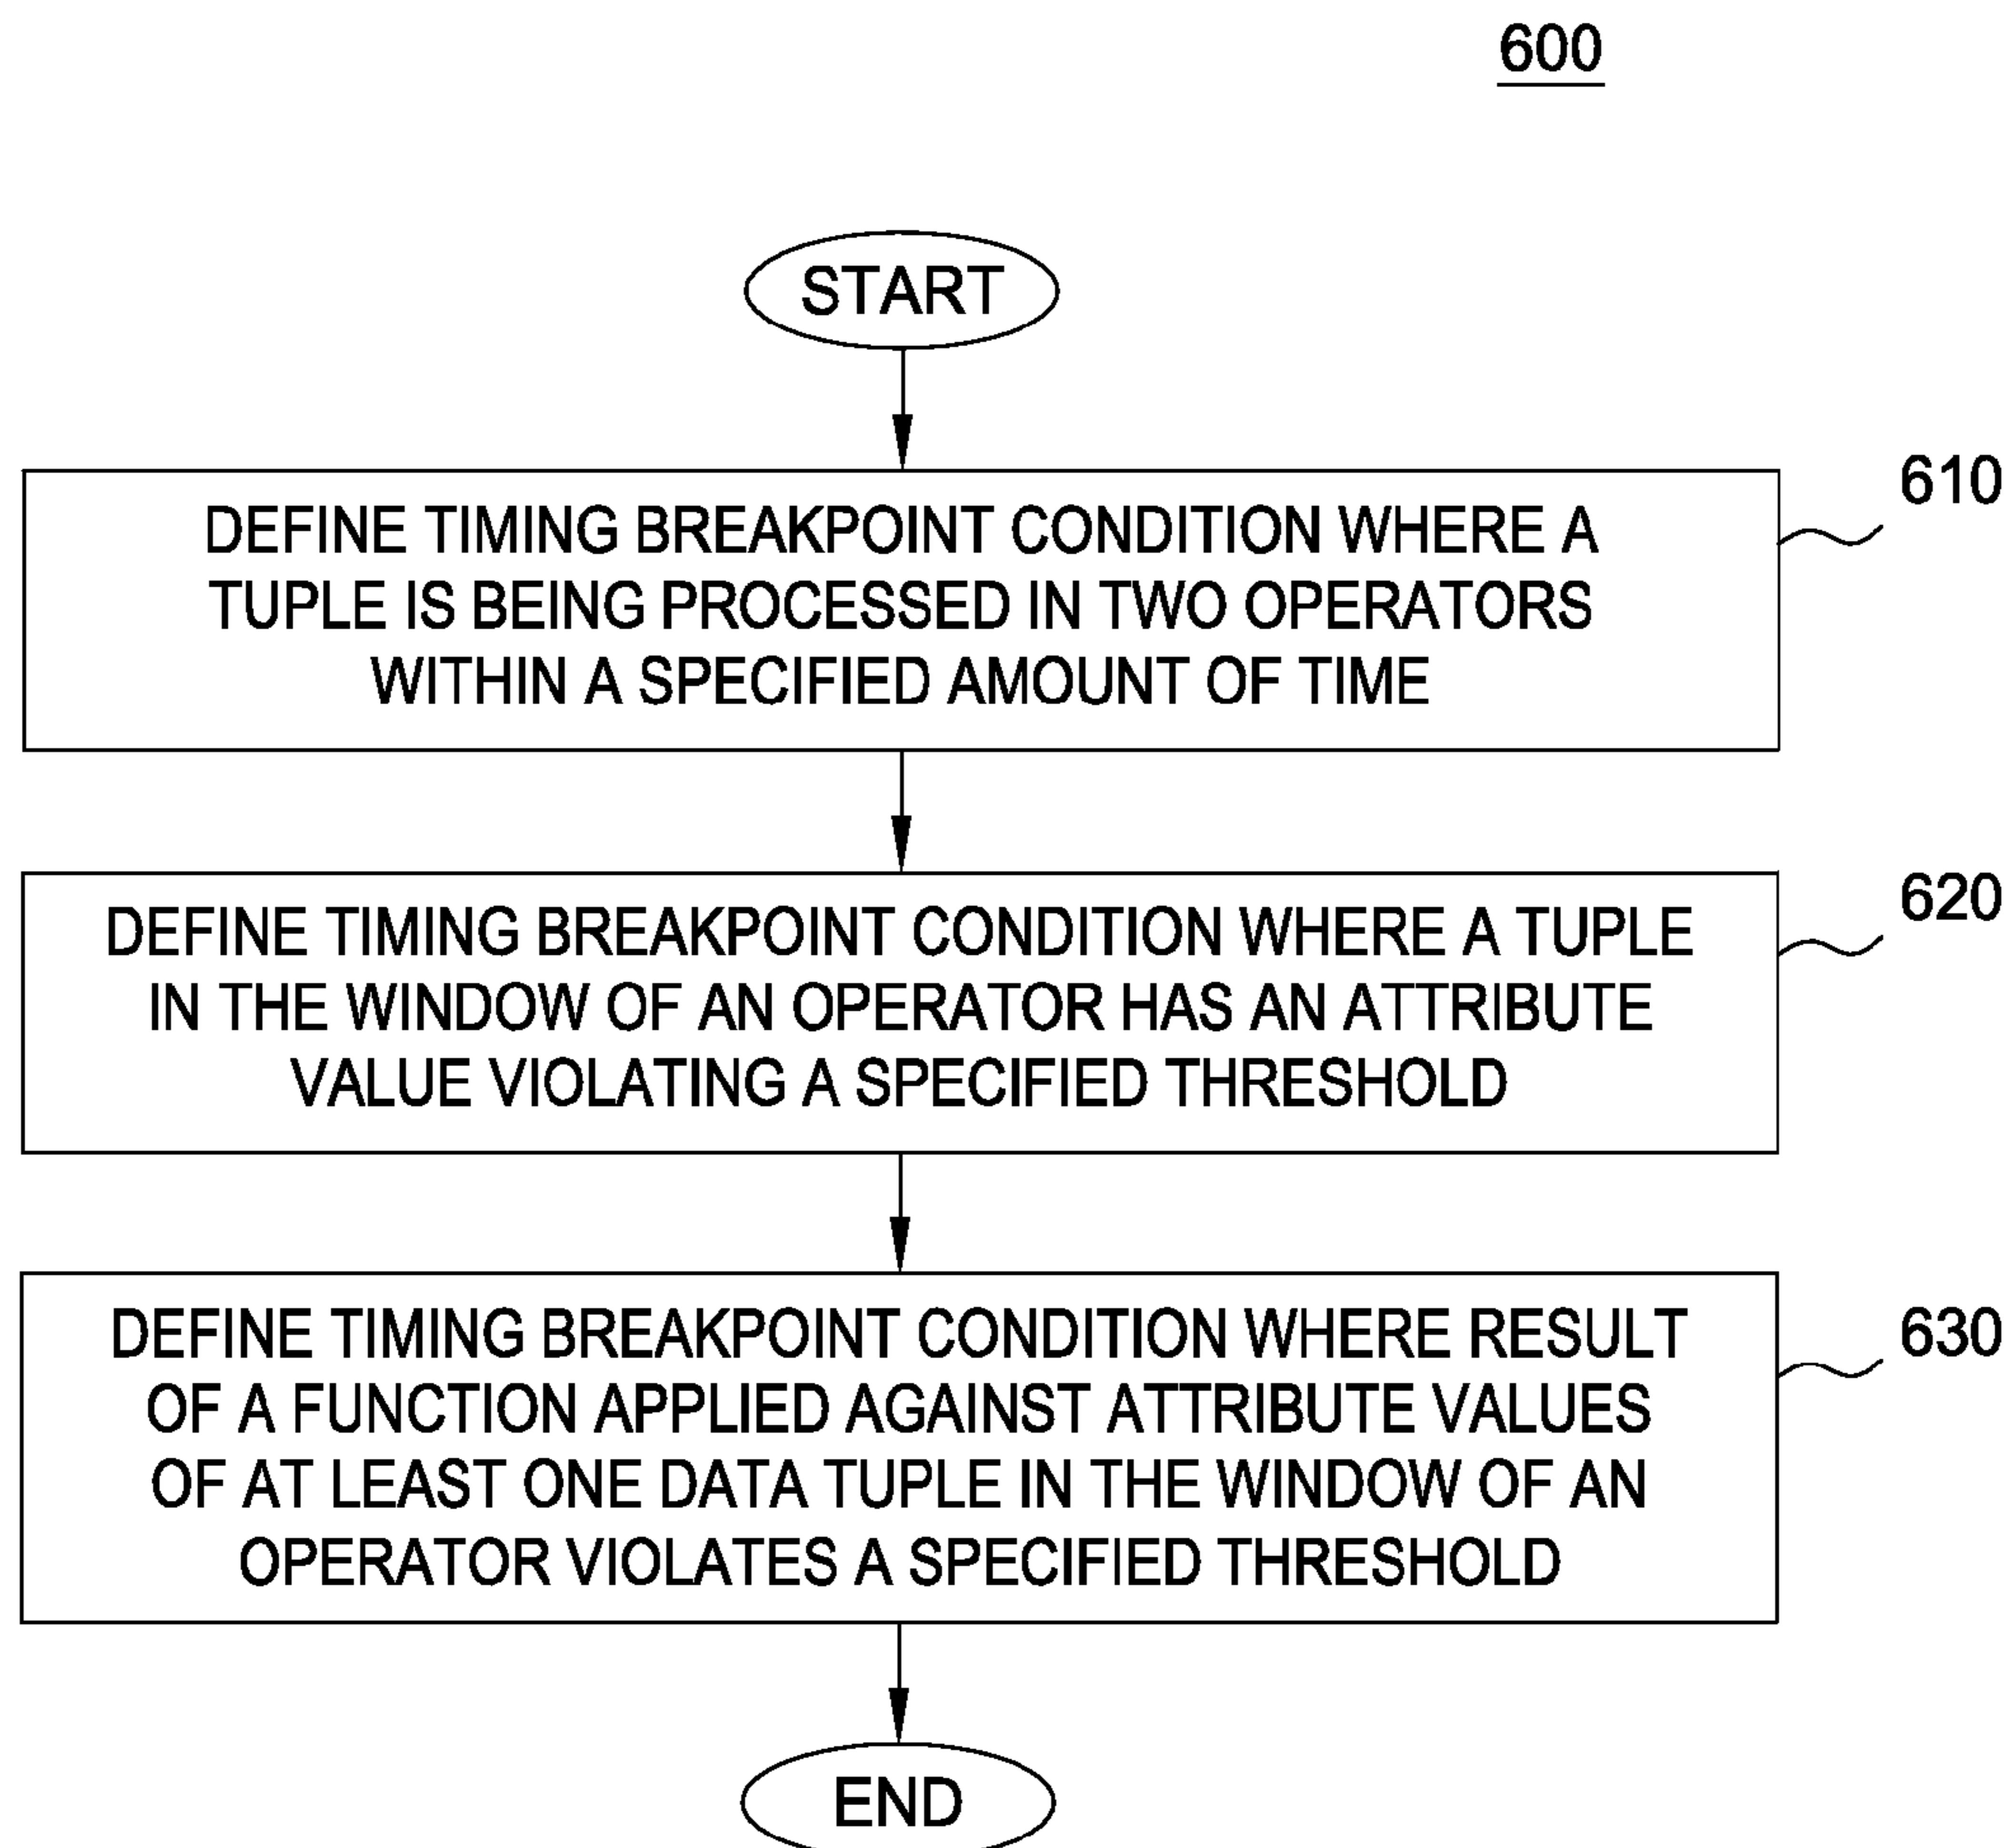 600
START
610
DEFINE TIMING BREAKPOINT CONDITION WHERE A
TUPLE IS BEING PROCESSED IN TWO OPERATORS
WITHIN A SPECIFIED AMOUNT OF TIME
620
DEFINE TIMING BREAKPOINT CONDITION WHERE A TUPLE
IN THE WINDOW OF AN OPERATOR HAS AN ATTRIBUTE
VALUE VIOLATING A SPECIFIED THRESHOLD
630
DEFINE TIMING BREAKPOINT CONDITION WHERE RESULT
OF A FUNCTION APPLIED AGAINST ATTRIBUTE VALUES
OF AT LEAST ONE DATA TUPLE IN THE WINDOW OF AN
OPERATOR VIOLATES A SPECIFIED THRESHOLD
END